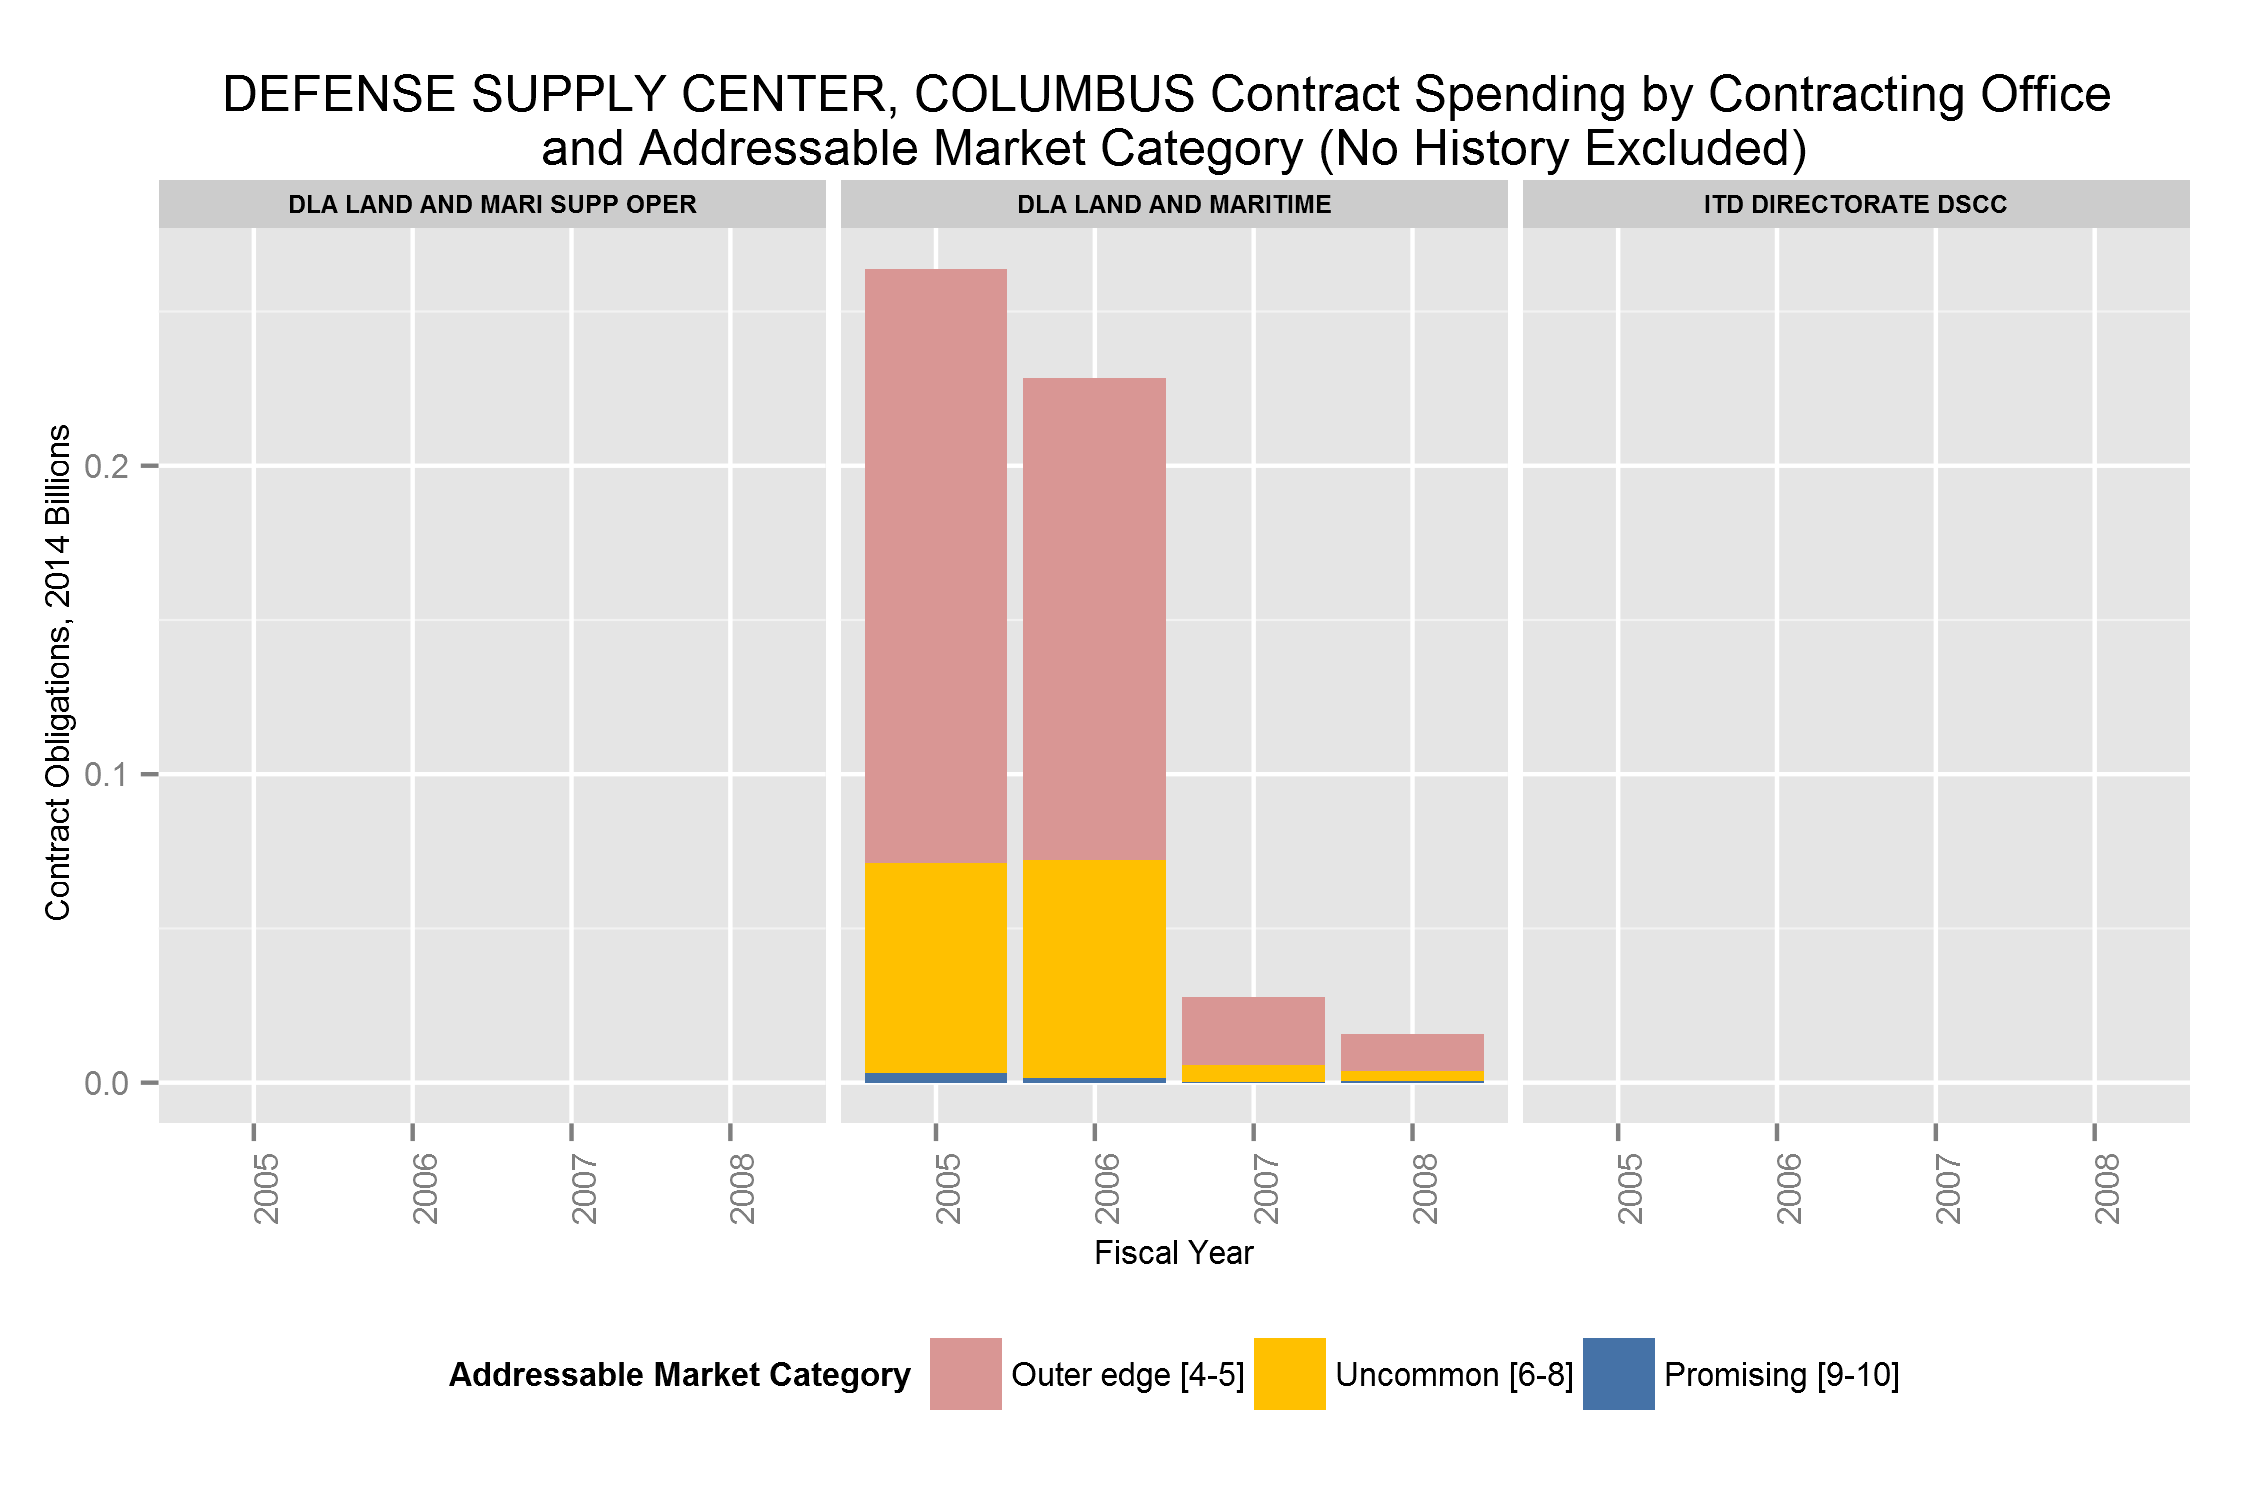 DEFENSE SUPPLY CENTER, COLUMBUS Contract Spending by Contracting Office
and Addressable Market Category (No History Excluded)
DLA LAND AND MARI SUPP OPER
DLA LAND AND MARITIME
ITD DIRECTORATE DSCC
Contract Obligations, 2014 Billions
0.2
0.1
0.0
2005
2006
2007
2008
2005
2006
2007
2008
2005
2006
2007
2008
Fiscal Year
Addressable Market Category
Outer edge [4-5]
Uncommon [6-8]
Promising [9-10]